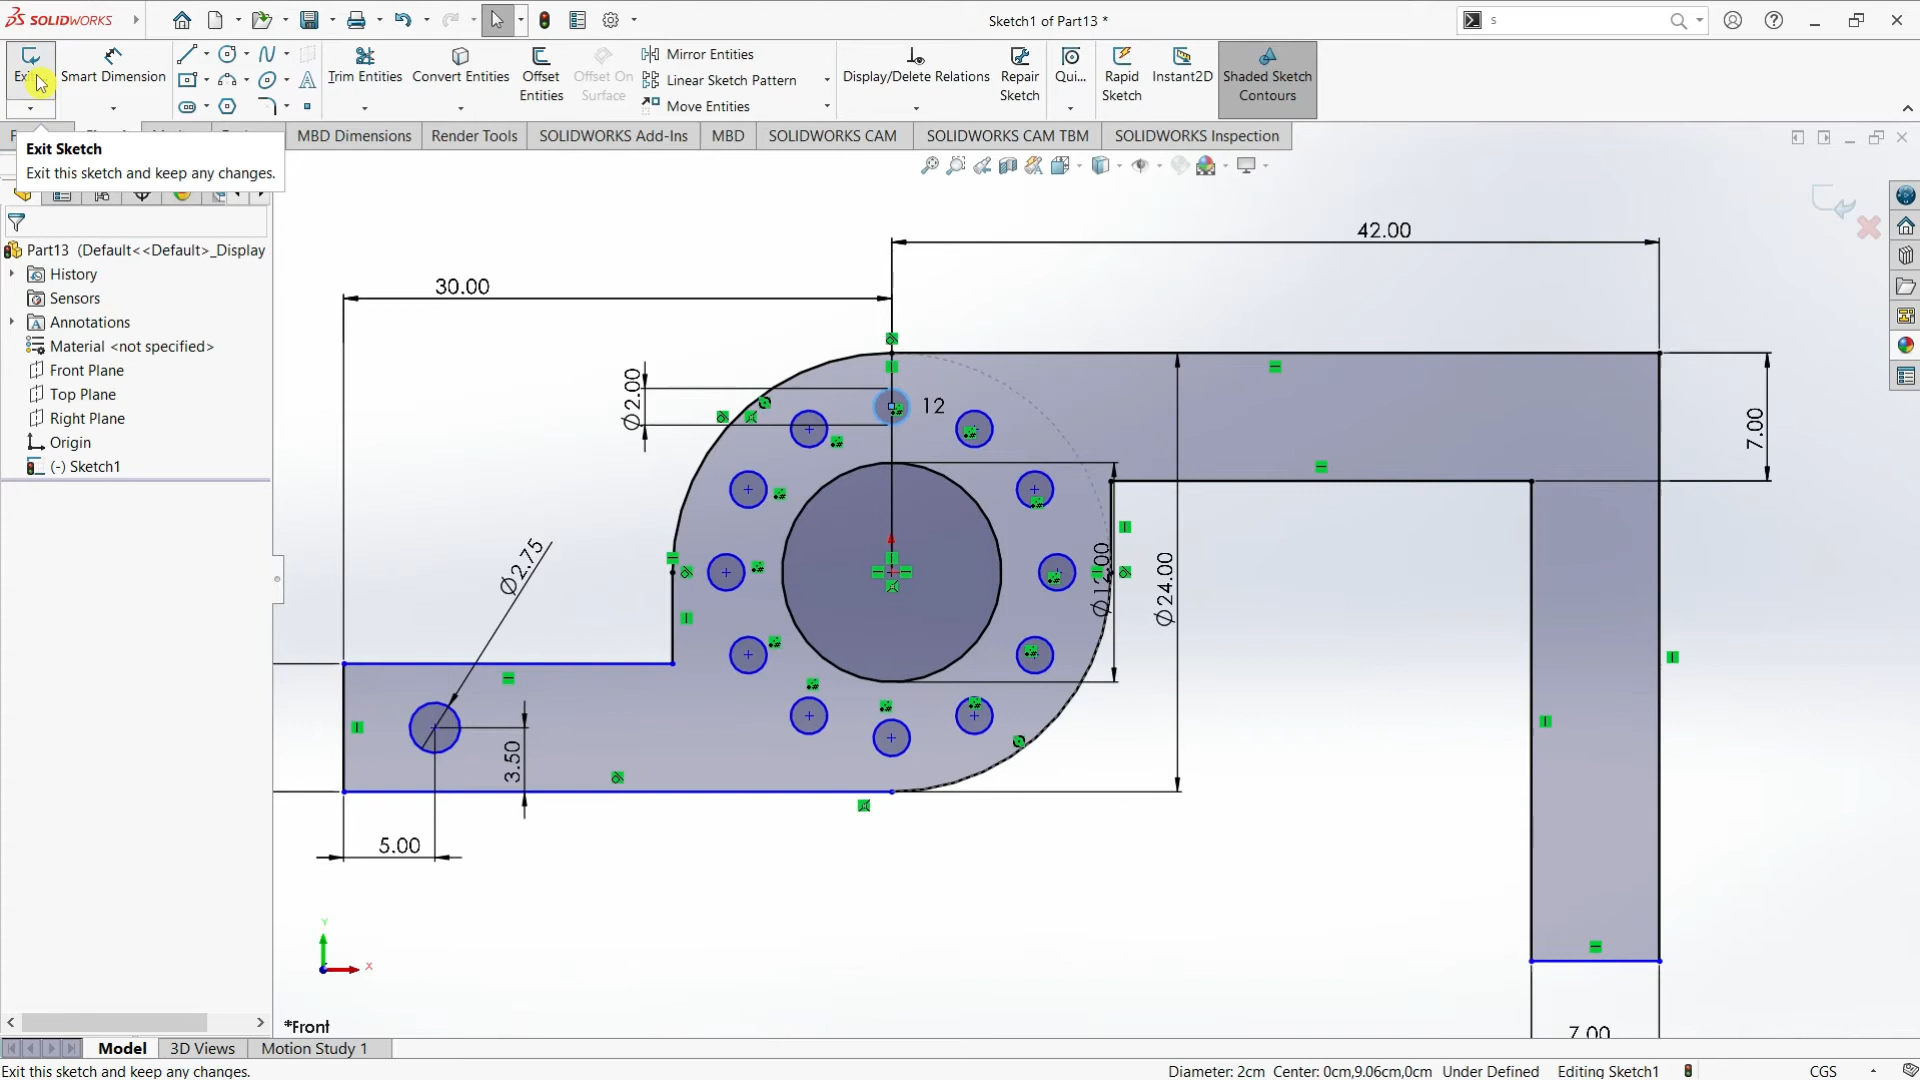 SOLIDWORKS
Sketch1 of Part13 *
s
Smart Dimension
Trim Entities
Convert Entities
Offset
Entities
Offset On
Surface
Mirror Entities
Linear Sketch Pattern
Move Entities
Display/Delete Relations
Repair
Sketch
Qui...
Rapid
Sketch
Instant2D
Shaded Sketch
Contours
MBD Dimensions
Render Tools
SOLIDWORKS Add-Ins
MBD
SOLIDWORKS CAM
SOLIDWORKS CAM TBM
SOLIDWORKS Inspection
Exit Sketch
Exit this sketch and keep any changes.
Part13 (Default<<Default>_Display
History
Sensors
Annotations
Material <not specified>
Front Plane
Top Plane
Right Plane
Origin
(-) Sketch1
42.00
30.00
∅2.00
12
7.00
∅2.75
∅12.00
∅24.00
3.50
5.00
7.00
Y
X
*Front
Model
3D Views
Motion Study 1
Exit this sketch and keep any changes.
Diameter: 2cm Center: 0cm,9.06cm,0cm
Under Defined
Editing Sketch1
CGS